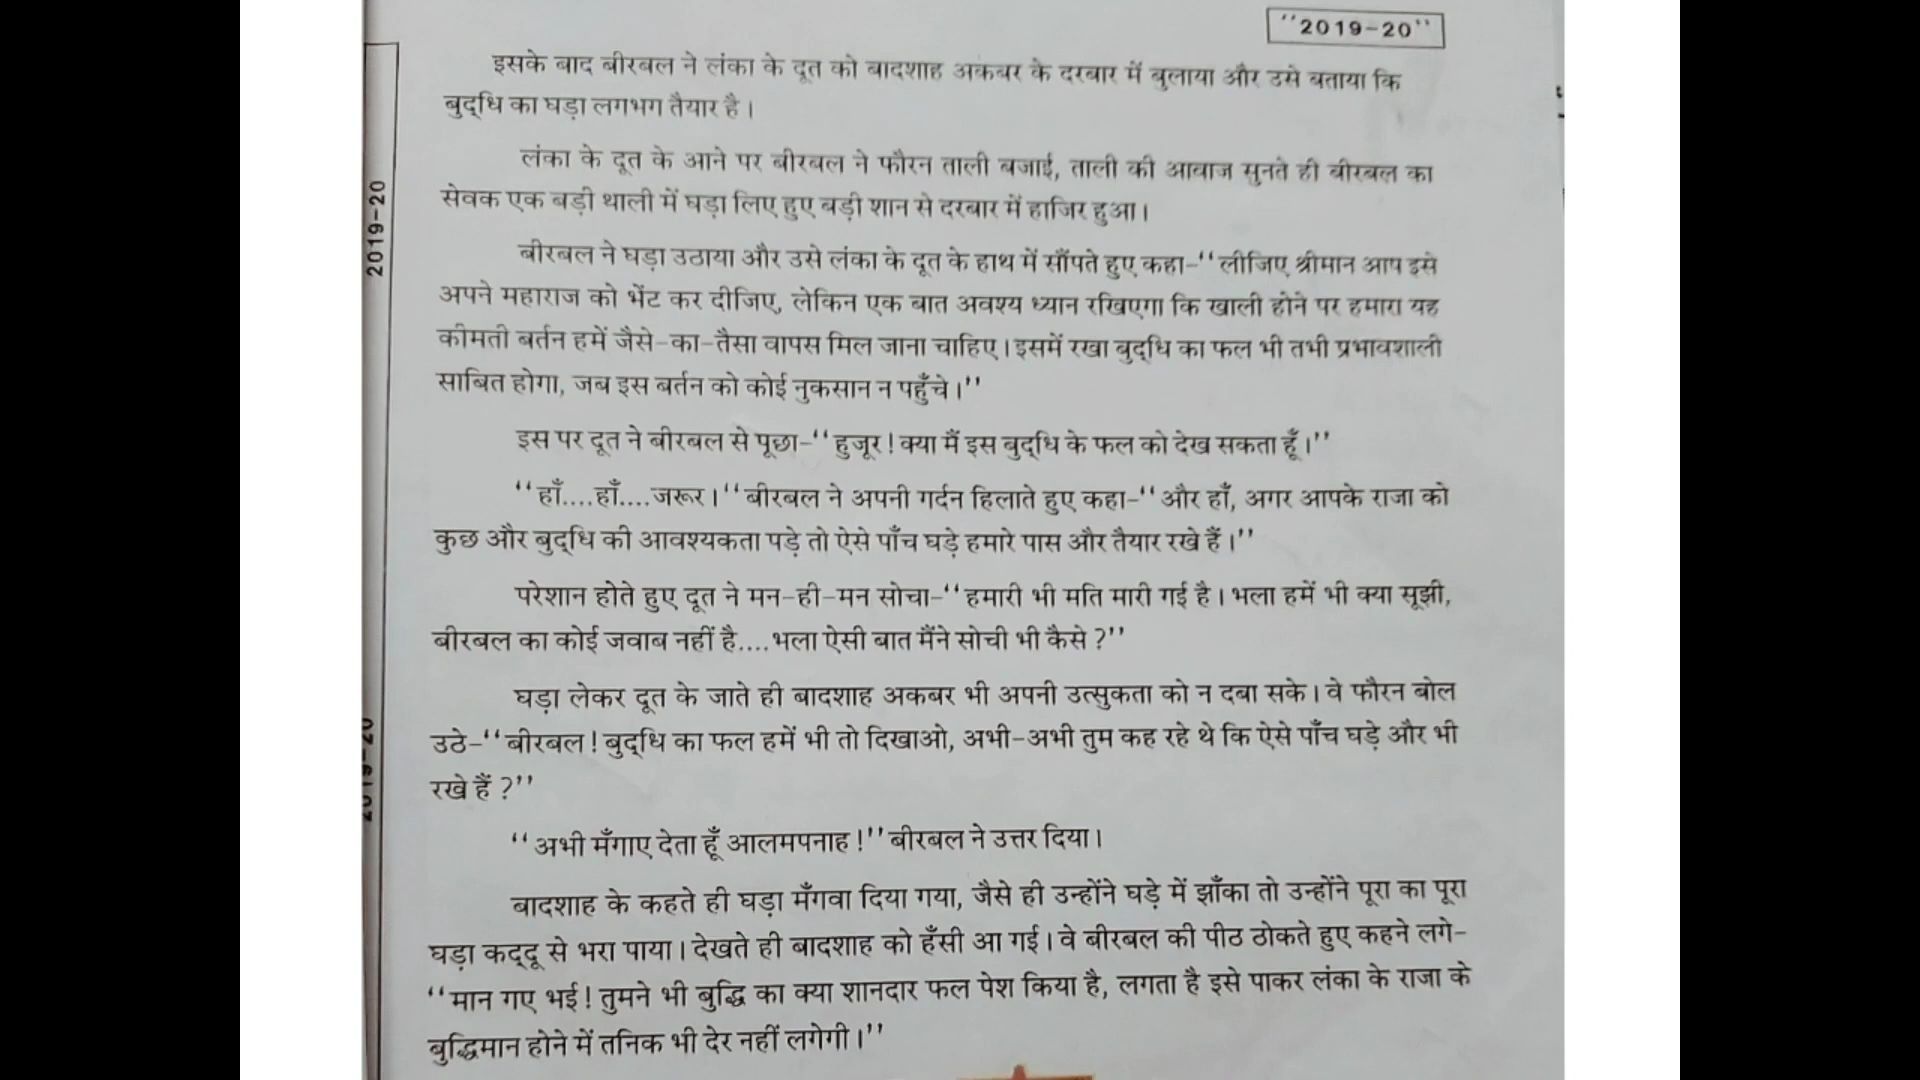 "2019-20"
इसके बाद बीरबल ने लंका के दूत को बादशाह अकबर के दरबार में बुलाया और उसे बताया कि
बुद्‌धि का घड़ा लगभग तैयार है।
लंका के दूत के आने पर बीरबल ने फौरन ताली बजाई, ताली की आवाज सुनते ही बीरबल का
सेवक एक बड़ी थाली में घड़ा लिए हुए बड़ी शान से दरबार में हाजिर हुआ।
बीरबल ने घड़ा उठाया और उसे लंका के दूत के हाथ में सौंपते हुए कहा-‘‘लीजिए श्रीमान आप इसे
अपने महाराज को भेंट कर दीजिए, लेकिन एक बात अवश्य ध्यान रखिएगा कि खाली होने पर हमारा यह
कीमती बर्तन हमें जैसे-का-तैसा वापस मिल जाना चाहिए। इसमें रखा बुद्‌धि का फल भी तभी प्रभावशाली
साबित होगा, जब इस बर्तन को कोई नुकसान न पहुँचे।’’
इस पर दूत ने बीरबल से पूछा-‘‘हुजूर! क्या मैं इस बुद्‌धि के फल को देख सकता हूँ।’’
‘‘हाँ....हाँ....जरूर।‘‘बीरबल ने अपनी गर्दन हिलाते हुए कहा-‘‘और हाँ, अगर आपके राजा को
कुछ और बुद्‌धि की आवश्यकता पड़े तो ऐसे पाँच घड़े हमारे पास और तैयार रखे हैं।’’
परेशान होते हुए दूत ने मन-ही-मन सोचा-‘‘हमारी भी मति मारी गई है। भला हमें भी क्या सूझी,
बीरबल का कोई जवाब नहीं है....भला ऐसी बात मैंने सोची भी कैसे ?’’
घड़ा लेकर दूत के जाते ही बादशाह अकबर भी अपनी उत्सुकता को न दबा सके। वे फौरन बोल
उठे-‘‘बीरबल! बुद्‌धि का फल हमें भी तो दिखाओ, अभी-अभी तुम कह रहे थे कि ऐसे पाँच घड़े और भी
रखे हैं ?’’
‘‘अभी मँगाए देता हूँ आलमपनाह!’’ बीरबल ने उत्तर दिया।
बादशाह के कहते ही घड़ा मँगवा दिया गया, जैसे ही उन्होंने घड़े में झाँका तो उन्होंने पूरा का पूरा
घड़ा कद्‌दू से भरा पाया। देखते ही बादशाह को हँसी आ गई। वे बीरबल की पीठ ठोकते हुए कहने लगे-
‘‘मान गए भई! तुमने भी बुद्धि का क्या शानदार फल पेश किया है, लगता है इसे पाकर लंका के राजा के
बुद्धिमान होने में तनिक भी देर नहीं लगेगी।’’
2019-20
2019-20